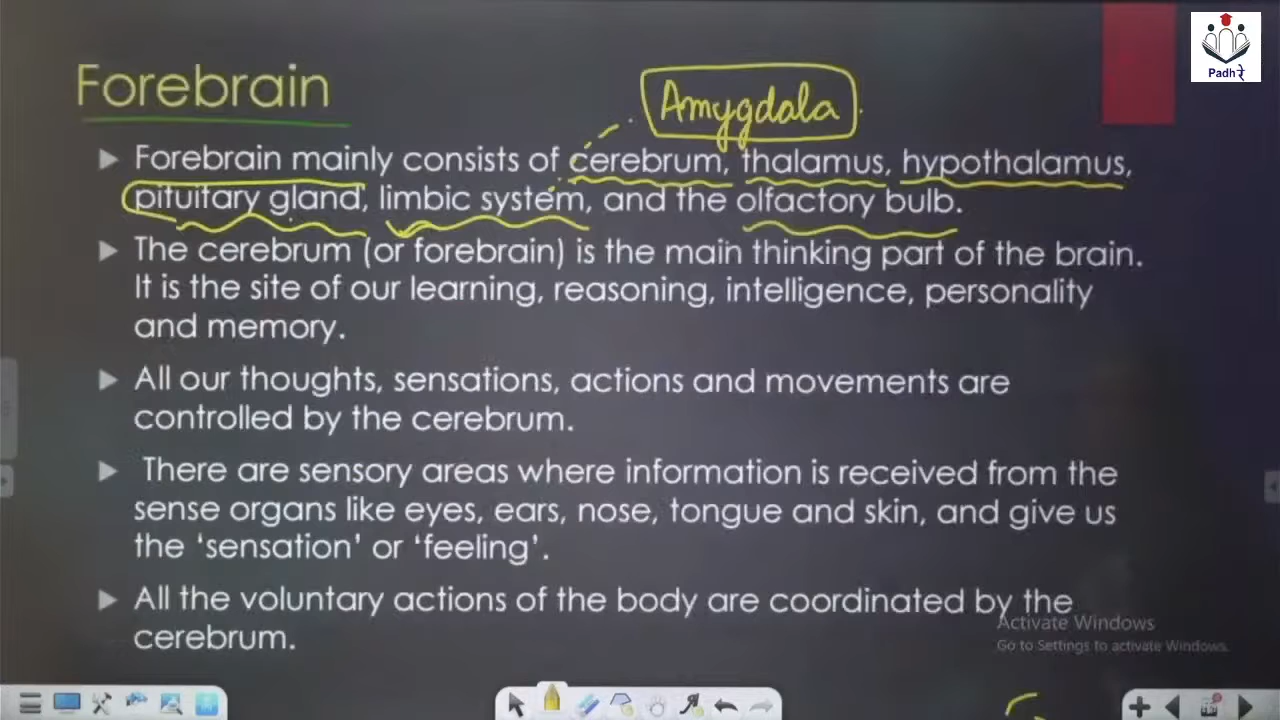 Padhरे
Forebrain
Amygdala
Forebrain mainly consists of cerebrum, thalamus, hypothalamus,
pituitary gland, limbic system, and the olfactory bulb.
The cerebrum (or forebrain) is the main thinking part of the brain.
It is the site of our learning, reasoning, intelligence, personality
and memory.
All our thoughts, sensations, actions and movements are
controlled by the cerebrum.
There are sensory areas where information is received from the
sense organs like eyes, ears, nose, tongue and skin, and give us
the ‘sensation’ or ‘feeling’.
All the voluntary actions of the body are coordinated by the
cerebrum.
Activate Windows
Go to Settings to activate Windows.